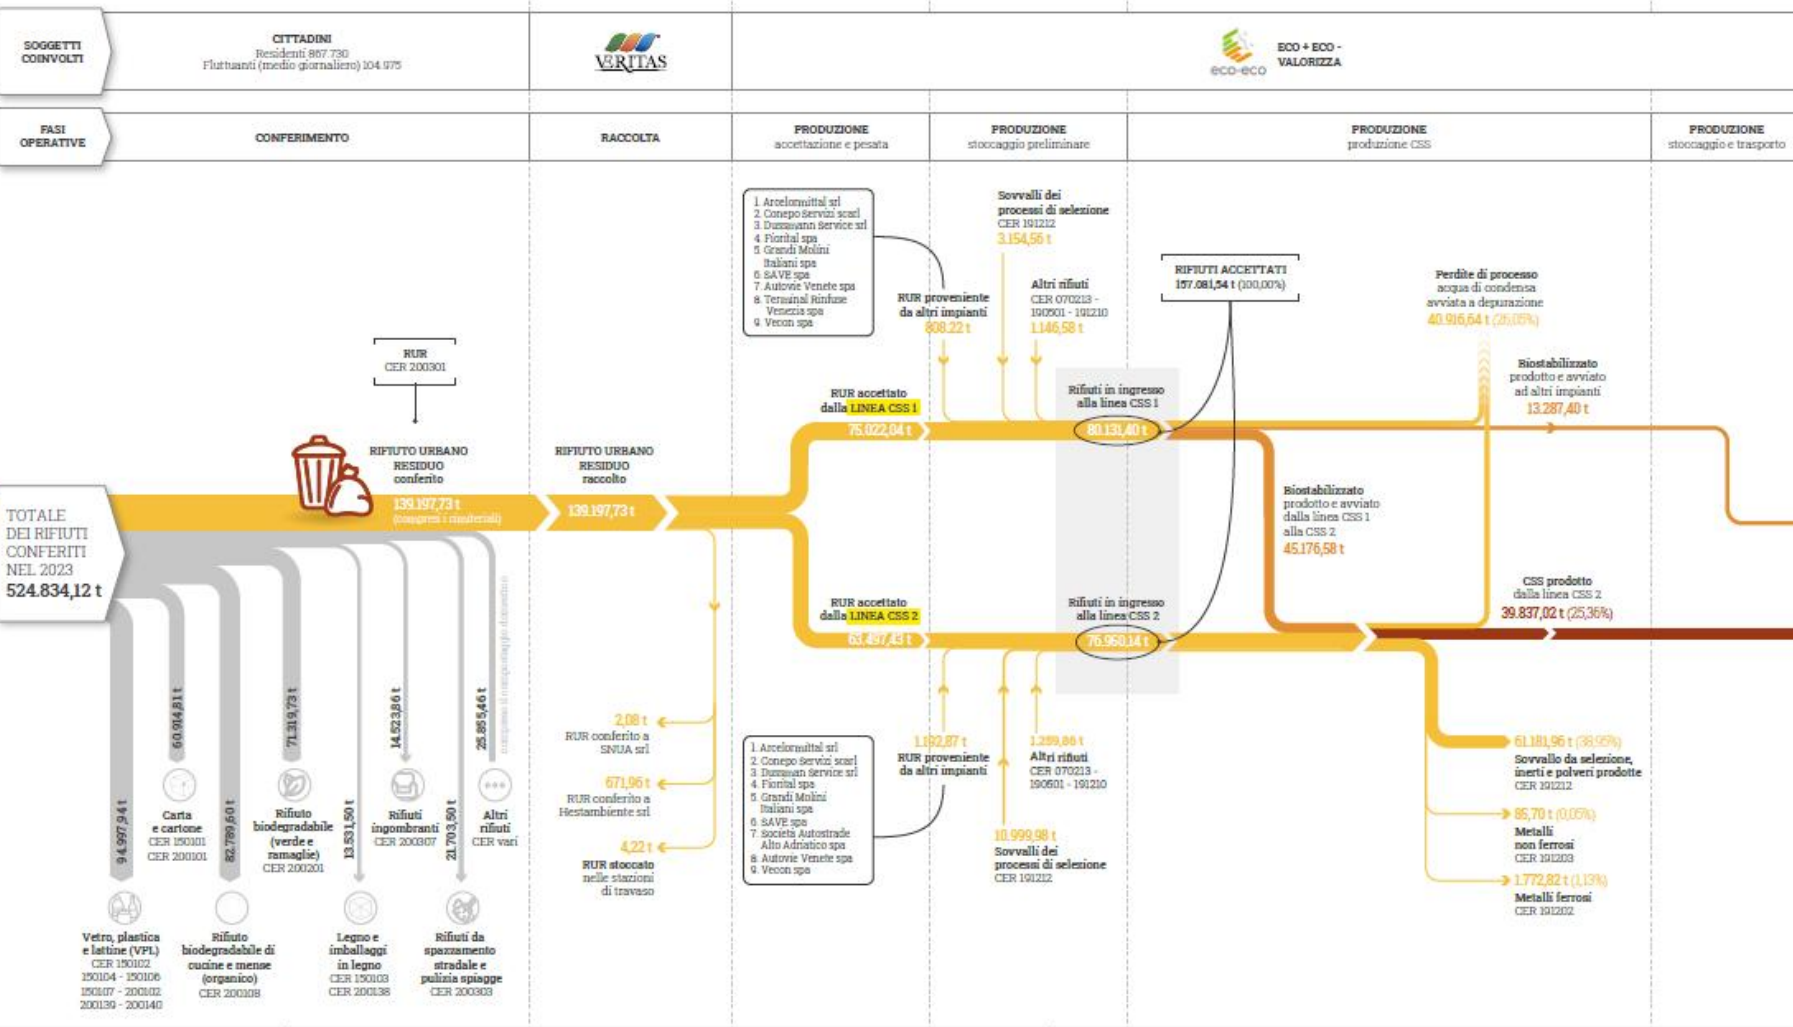 SOGGETTI
COINVOLTI
CITTADINI
Residenti 867.730
Fluttuanti (medio giornaliero) 104.975
VERITAS
eco-eco
ECO + ECO -
VALORIZZA
FASI
OPERATIVE
CONFERIMENTO
RACCOLTA
PRODUZIONE
accettazione e pesata
PRODUZIONE
stoccaggio preliminare
PRODUZIONE
produzione CSS
PRODUZIONE
stoccaggio e trasporto
1. Arcelormittal srl
2. Conepo Servizi scarl
3. Dussmann Service srl
4. Fiorital spa
5. Grandi Molini
Italiani spa
6. SAVE spa
7. Autovie Venete spa
8. Terminal Rinfuse
Venezia spa
9. Vecon spa
Sovvalli dei
processi di selezione
CER 191212
3.154,56 t
RUR proveniente
da altri impianti
808.22 t
Altri rifiuti
CER 070213 -
190501 - 191210
1.146,58 t
RIFIUTI ACCETTATI
157.081,54 t (100,00%)
Perdite di processo
acqua di condensa
avviata a depurazione
40.916,64 t (26,05%)
Biostabilizzato
prodotto e avviato
ad altri impianti
13.287,40 t
RUR
CER 200301
RUR accettato
dalla LINEA CSS 1
75.022,04 t
Rifiuti in ingresso
alla linea CSS 1
80.131,40 t
RIFIUTO URBANO
RESIDUO
conferito
139.197,73 t
(compresi i cimiteriali)
RIFIUTO URBANO
RESIDUO
raccolto
139.197,73 t
Biostabilizzato
prodotto e avviato
dalla linea CSS 1
alla CSS 2
45.176,58 t
TOTALE
DEI RIFIUTI
CONFERITI
NEL 2023
524.834,12 t
RUR accettato
dalla LINEA CSS 2
63.497,43 t
Rifiuti in ingresso
alla linea CSS 2
76.950,14 t
CSS prodotto
dalla linea CSS 2
39.837,02 t (25,36%)
compreso il compostaggio domestico
94.997,94 t
60.914,81 t
82.789,60 t
71.319,73 t
13.531,50 t
14.523,86 t
21.703,50 t
25.855,46 t
Carta
e cartone
CER 150101
CER 200101
Rifiuto
biodegradabile
(verde e
ramaglie)
CER 200201
Rifiuti
ingombranti
CER 200307
Altri
rifiuti
CER vari
Vetro, plastica
e lattine (VPL)
CER 150102
150104 - 150106
150107 - 200102
200139 - 200140
Rifiuto
biodegradabile di
cucine e mense
(organico)
CER 200108
Legno e
imballaggi
in legno
CER 150103
CER 200138
Rifiuti da
spazzamento
stradale e
pulizia spiagge
CER 200303
2,08 t
RUR conferito a
SNUA srl
671,96 t
RUR conferito a
Hestambiente srl
4,22 t
RUR stoccato
nelle stazioni
di travaso
1. Arcelormittal srl
2. Conepo Servizi scarl
3. Dussman Service srl
4. Fiorital spa
5. Grandi Molini
Italiani spa
6. SAVE spa
7. Società Autostrade
Alto Adriatico spa
8. Autovie Venete spa
9. Vecon spa
1.192,87 t
RUR proveniente
da altri impianti
1.259,86 t
Altri rifiuti
CER 070213 -
190501 - 191210
10.999,98 t
Sovvalli dei
processi di selezione
CER 191212
61.181,96 t (38,95%)
Sovvallo da selezione,
inerti e polveri prodotte
CER 191212
85,70 t (0,05%)
Metalli
non ferrosi
CER 191203
1.772,82 t (1,13%)
Metalli ferrosi
CER 191202